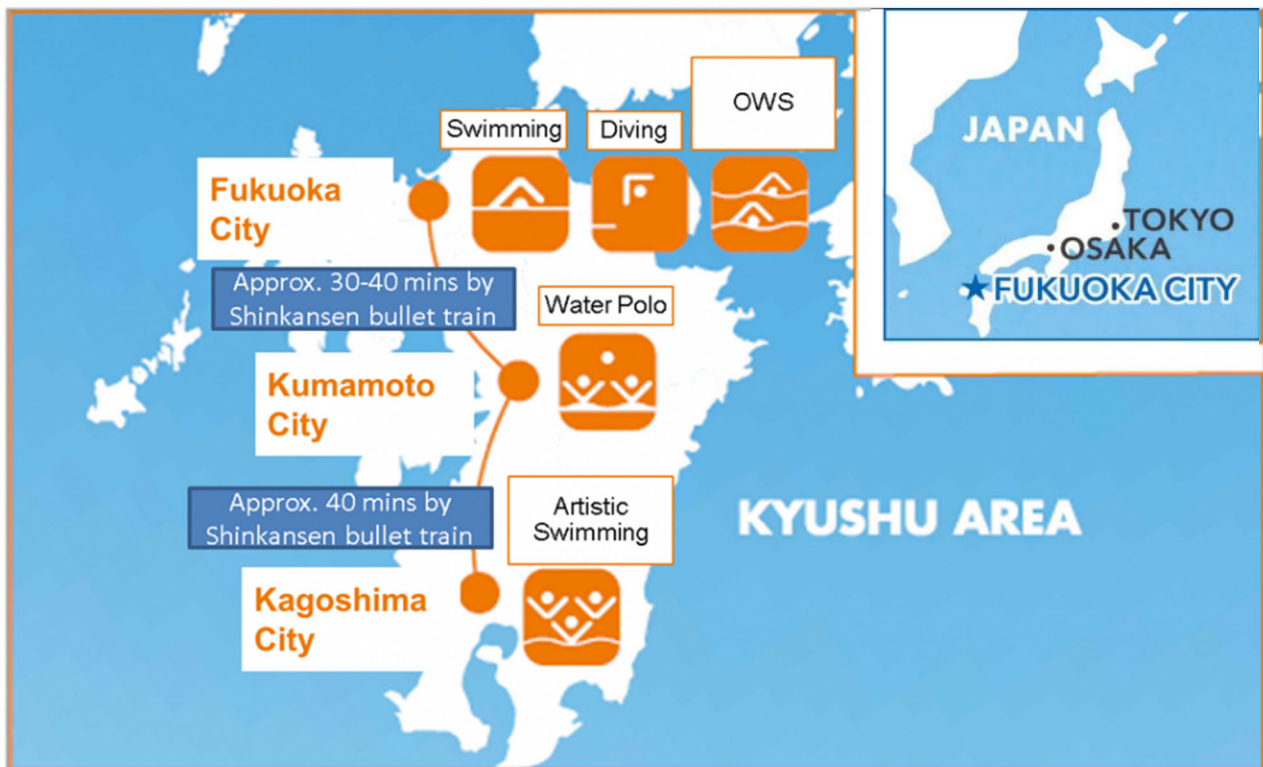 Swimming
Diving
OWS
Fukuoka
City
Approx. 30-40 mins by
Shinkansen bullet train
Water Polo
Kumamoto
City
Approx. 40 mins by
Shinkansen bullet train
Artistic
Swimming
Kagoshima
City
KYUSHU AREA
JAPAN
TOKYO
OSAKA
FUKUOKA CITY